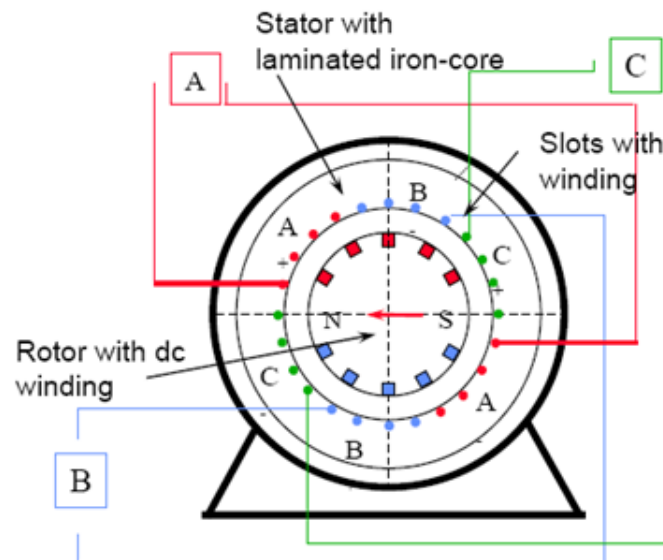 Stator with
laminated iron-core
A
C
Slots with
winding
B
A
-
C
+
+
N
S
Rotor with dc
winding
C
A
-
-
B
B